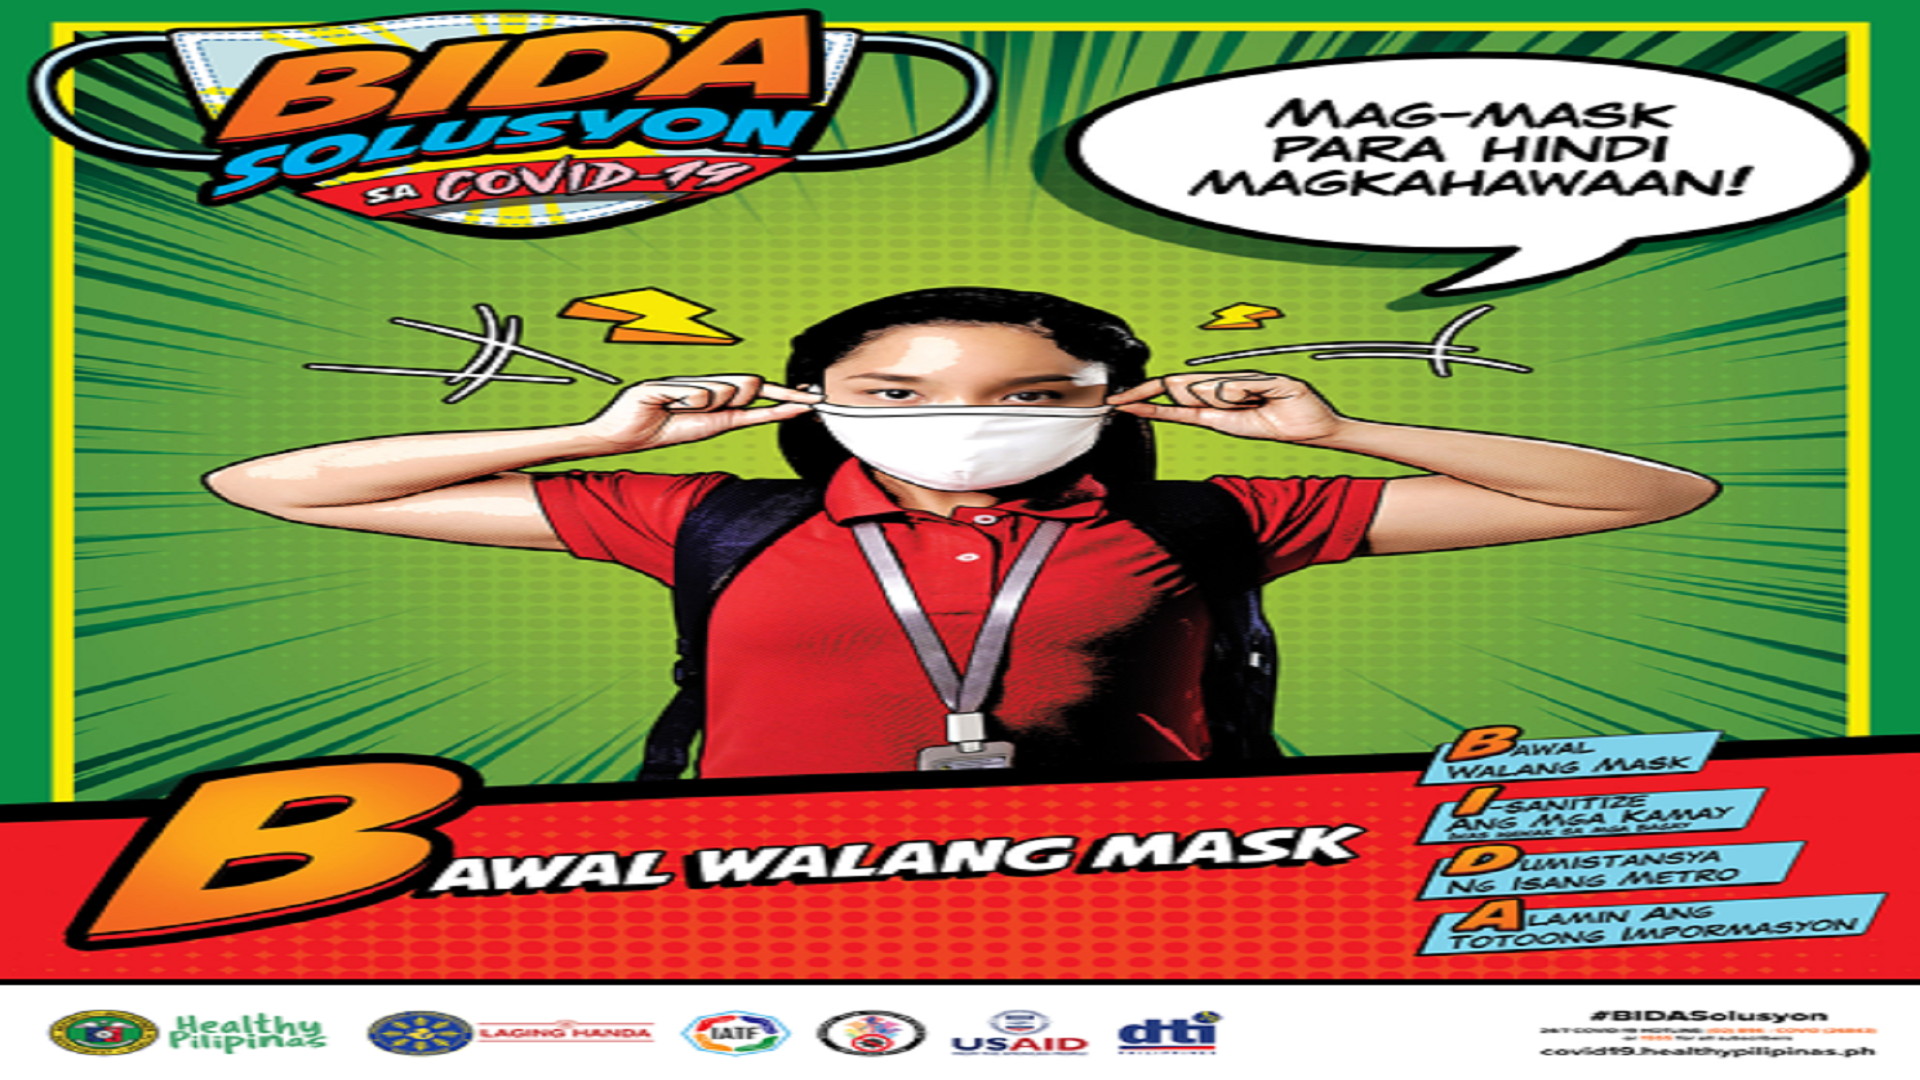 BIDA
SOLUSYON
SA COVID-19
MAG-MASK
PARA HINDI
MAGKAHAWAAN!
BAWAL WALANG MASK
BAWAL
WALANG MASK
I-SANITIZE
ANG MGA KAMAY
DUMISTANSYA
NG ISANG METRO
ALAMIN ANG
TOTOONG IMPORMASYON
Healthy
Pilipinas
LAGING HANDA
IATF
USAID
dti
PHILIPPINES
#BIDASolusyon
covid19.healthypilipinas.ph